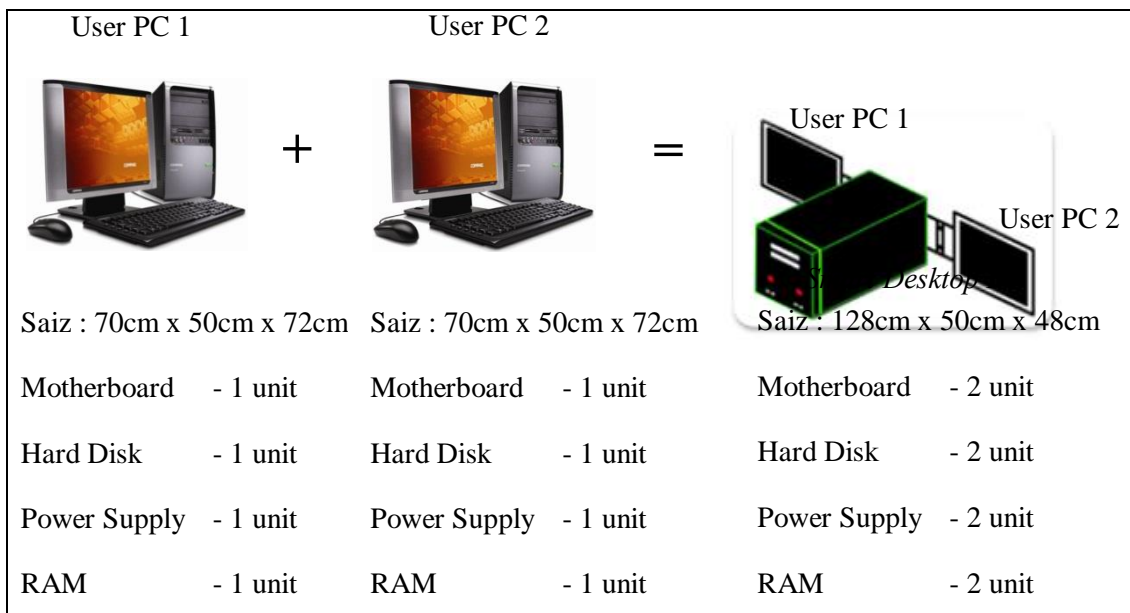 User PC 1
User PC 2
+
=
User PC 1
User PC 2
Desktop
Saiz : 70cm x 50cm x 72cm Saiz : 70cm x 50cm x 72cm Saiz : 128cm x 50cm x 48cm
Motherboard - 1 unit Motherboard - 1 unit Motherboard - 2 unit
Hard Disk - 1 unit Hard Disk - 1 unit Hard Disk - 2 unit
Power Supply - 1 unit Power Supply - 1 unit Power Supply - 2 unit
RAM - 1 unit RAM - 1 unit RAM - 2 unit